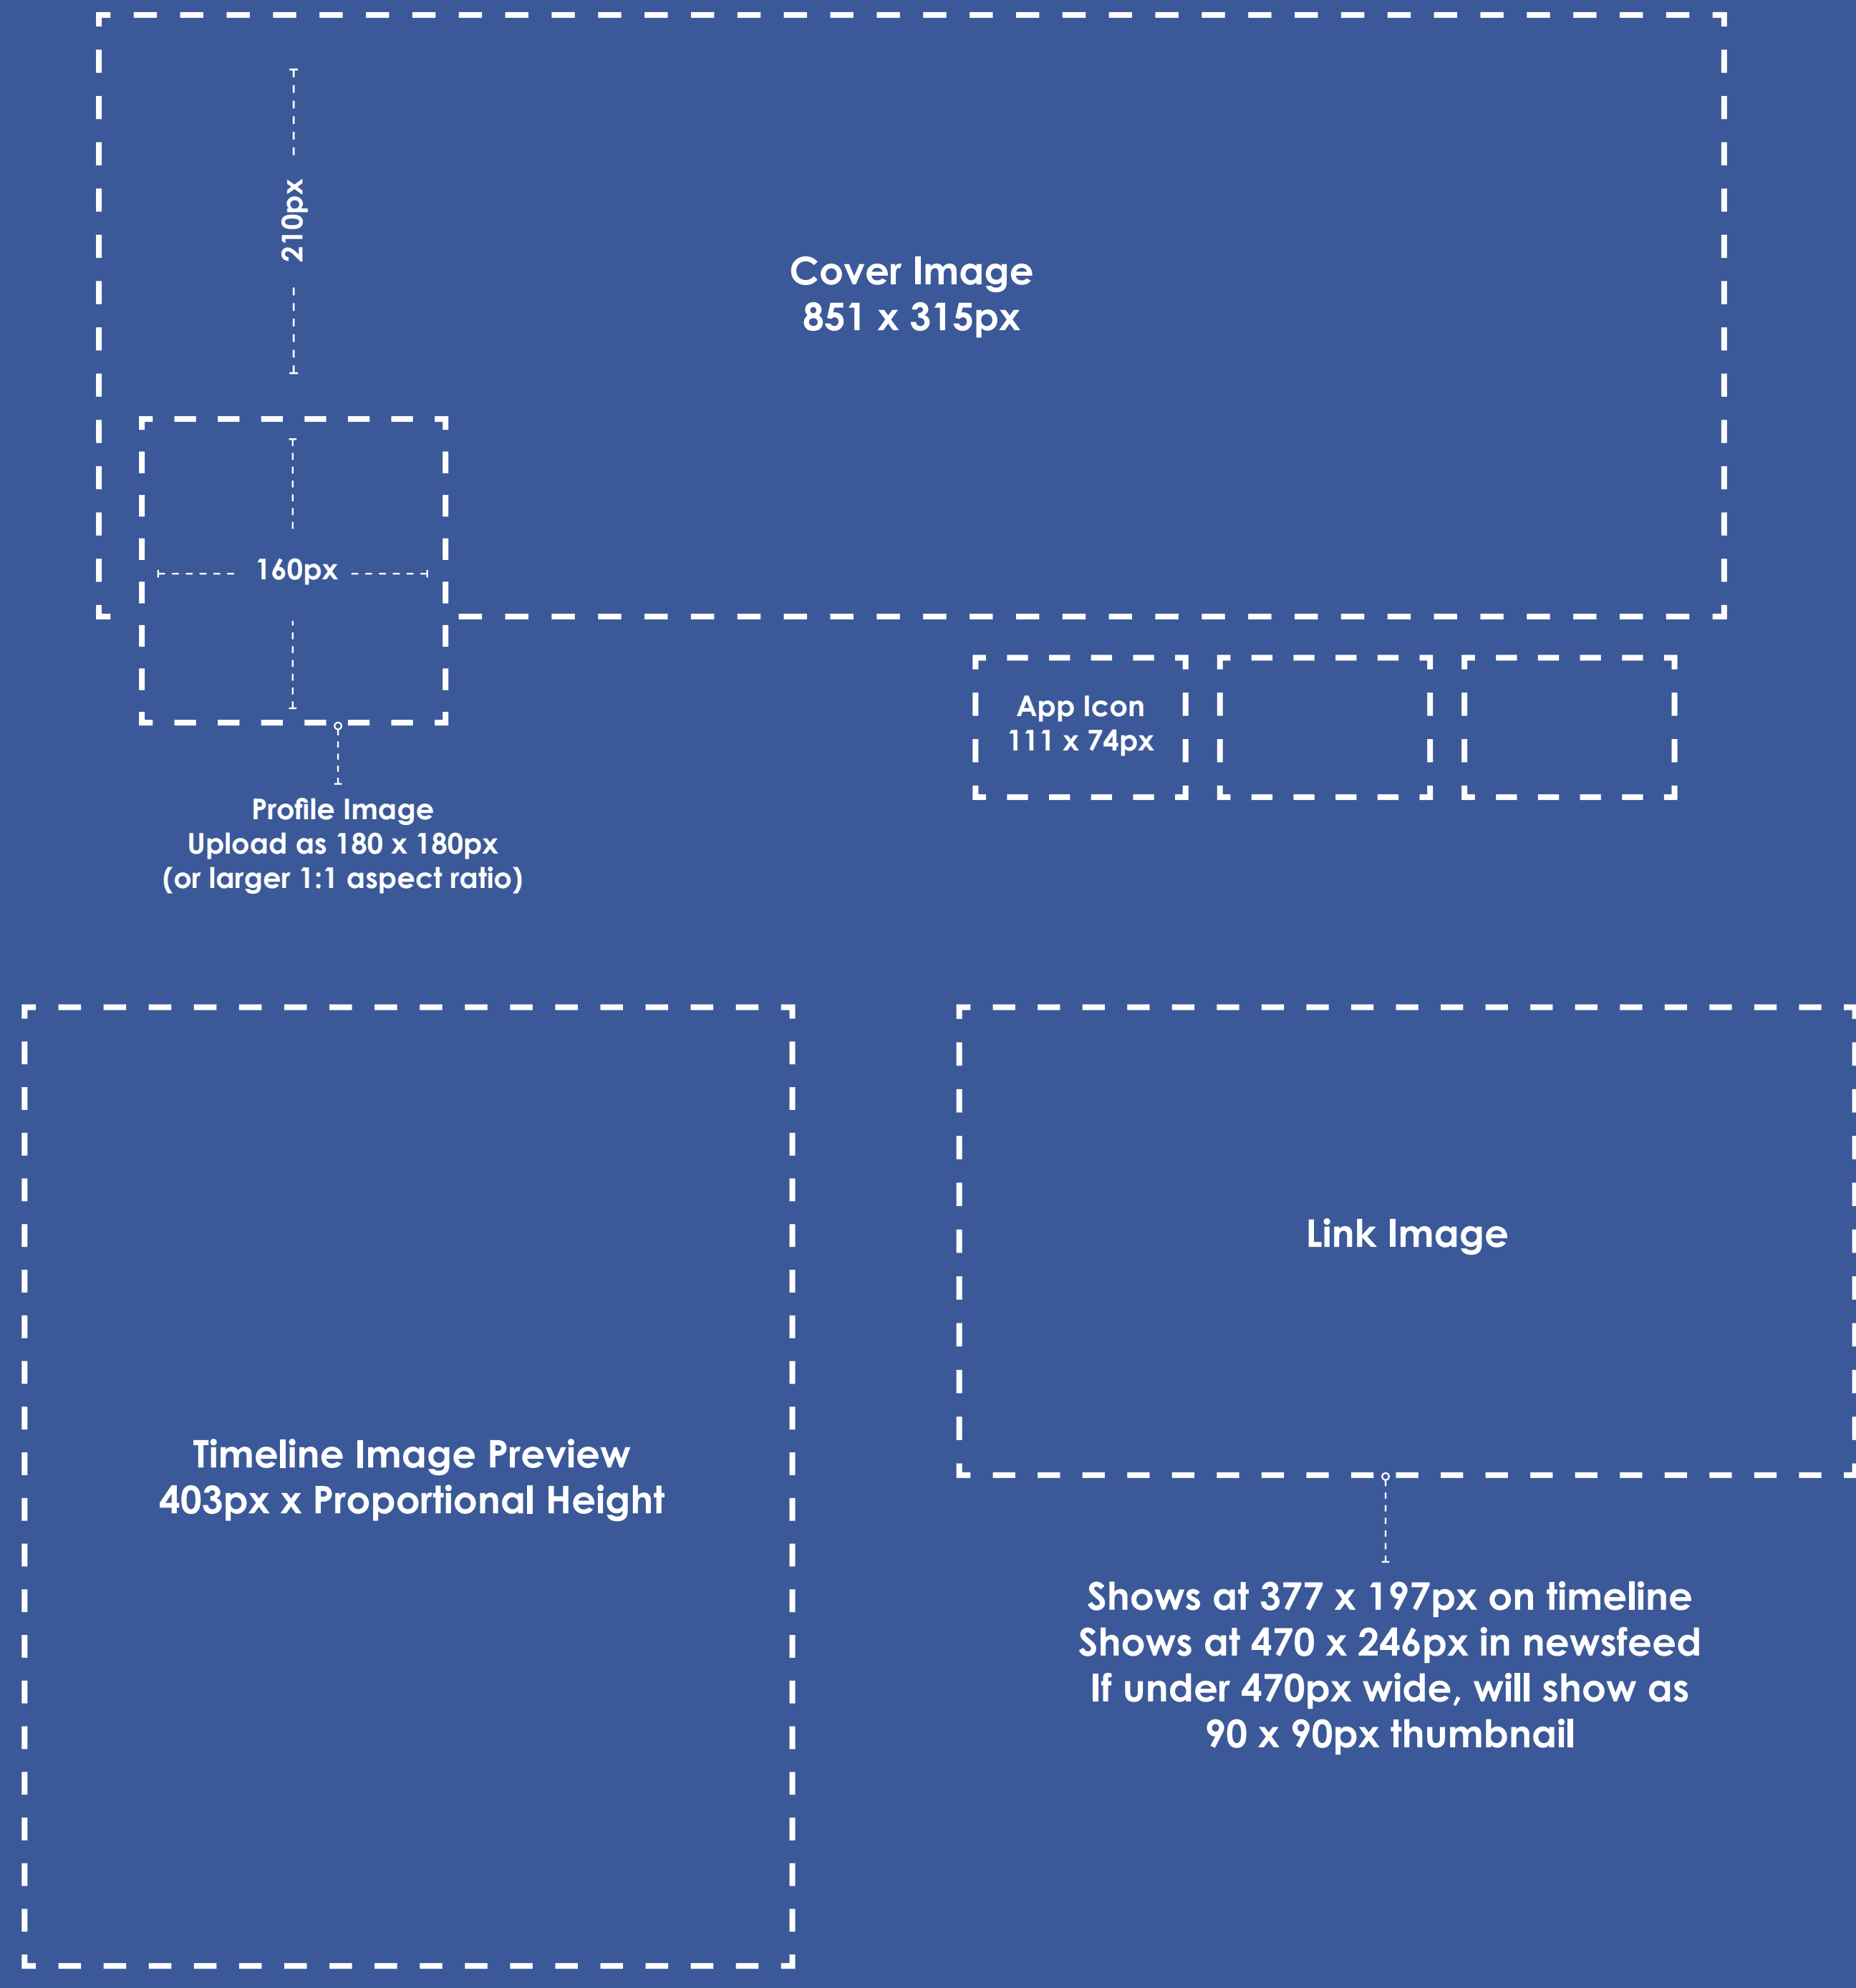 210px
Cover Image
851 x 315px
160px
App Icon
111 x 74px
Profile Image
Upload as 180 x 180px
(or larger 1:1 aspect ratio)
Link Image
Timeline Image Preview
403px x Proportional Height
Shows at 377 x 197px on timeline
Shows at 470 x 246px in newsfeed
If under 470px wide, will show as
90 x 90px thumbnail